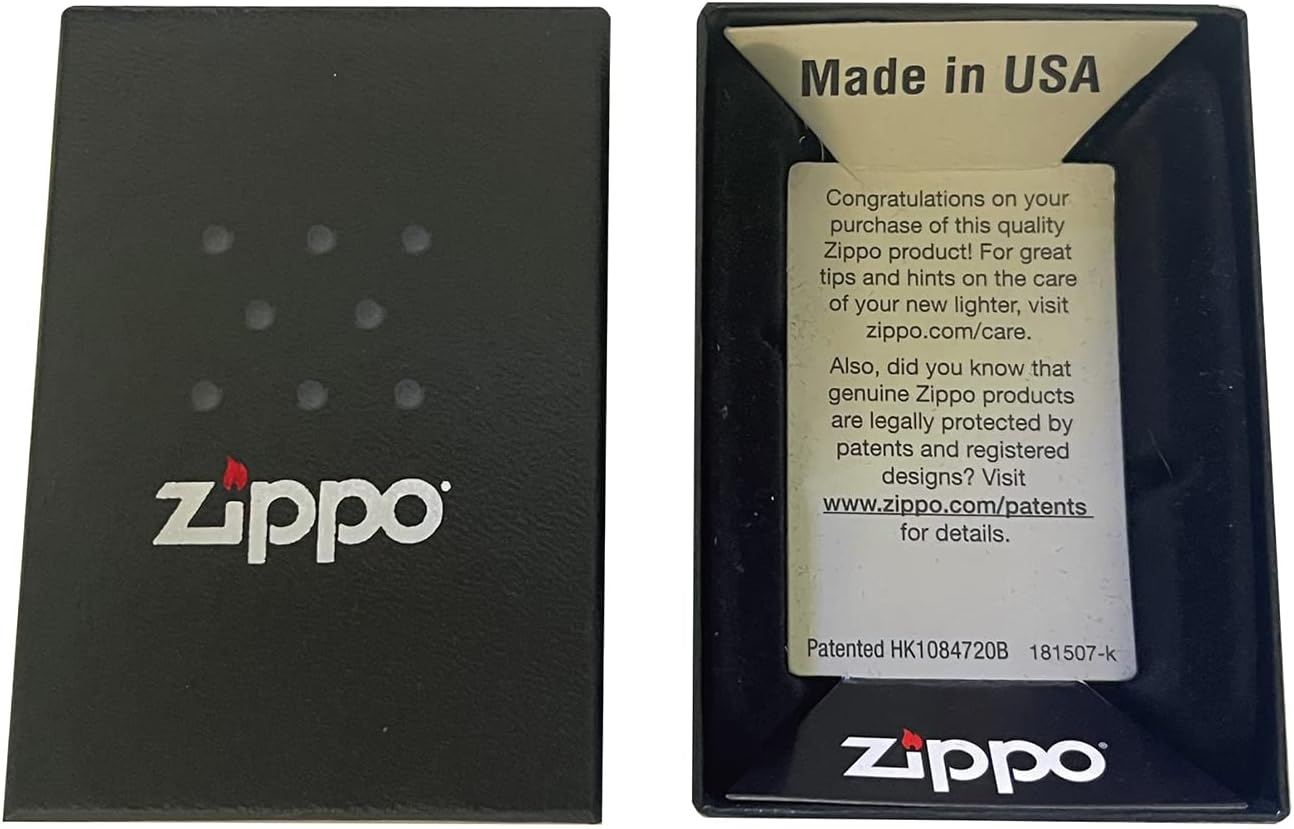 zippo
Made in USA
Congratulations on your
purchase of this quality
Zippo product! For great
tips and hints on the care
of your new lighter, visit
zippo.com/care.
Also, did you know that
genuine Zippo products
are legally protected by
patents and registered
designs? Visit
www.zippo.com/patents
for details.
Patented HK1084720B 181507-k
zippo